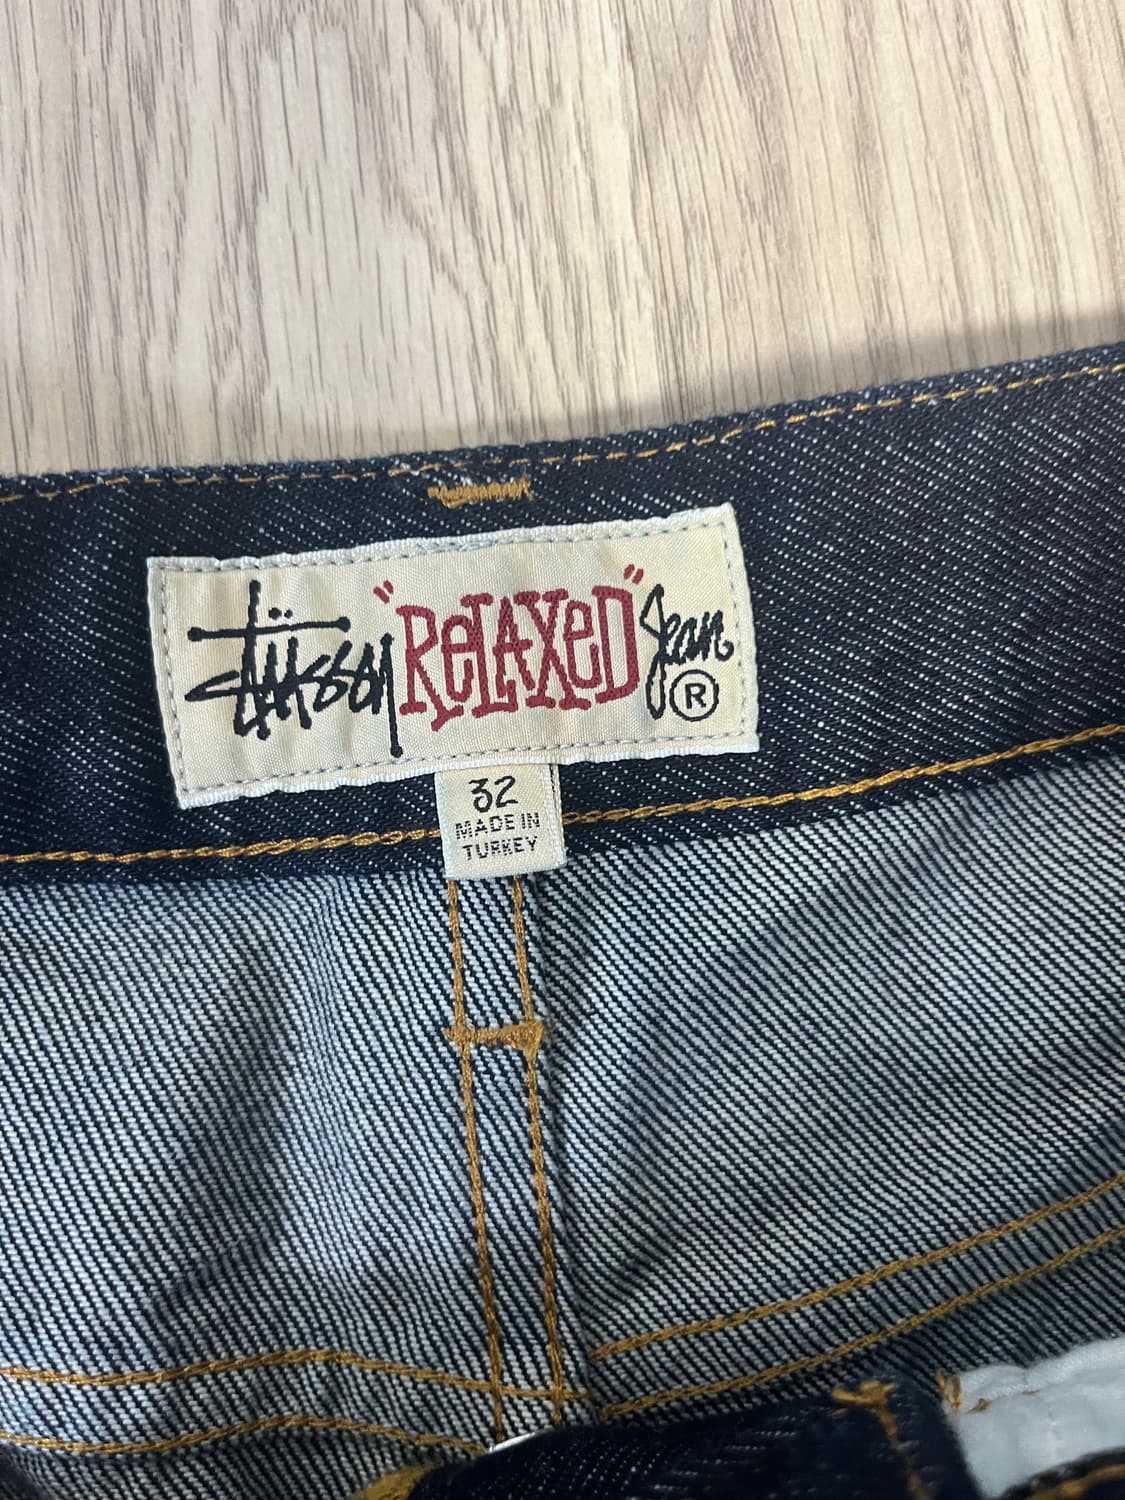 Stüssy "RELAXED" Jean ®
32
MADE IN
TURKEY